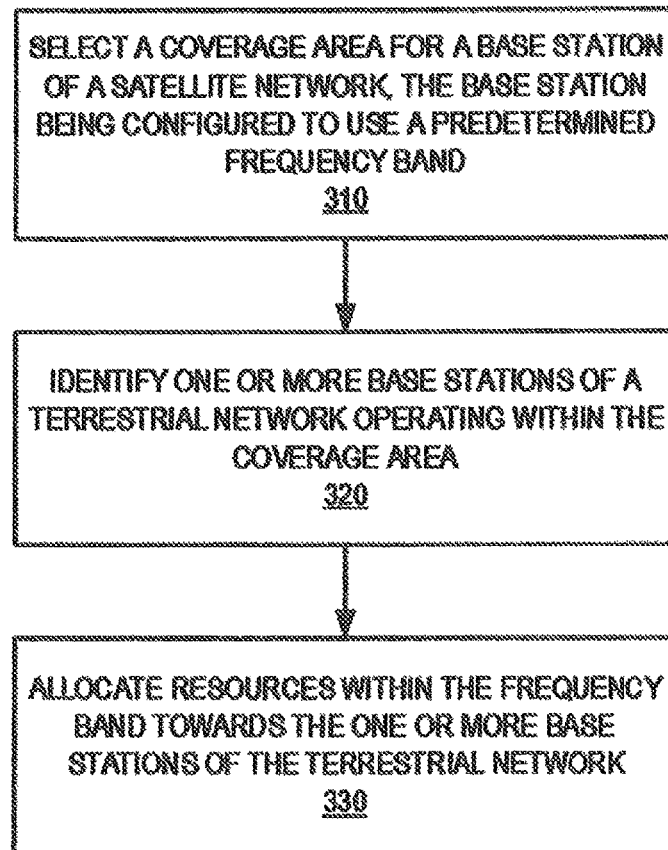 SELECT A COVERAGE AREA FOR A BASE STATION
OF A SATELLITE NETWORK, THE BASE STATION
BEING CONFIGURED TO USE A PREDETERMINED
FREQUENCY BAND
310
IDENTIFY ONE OR MORE BASE STATIONS OF A
TERRESTRIAL NETWORK OPERATING WITHIN THE
COVERAGE AREA
320
ALLOCATE RESOURCES WITHIN THE FREQUENCY
BAND TOWARDS THE ONE OR MORE BASE
STATIONS OF THE TERRESTRIAL NETWORK
330